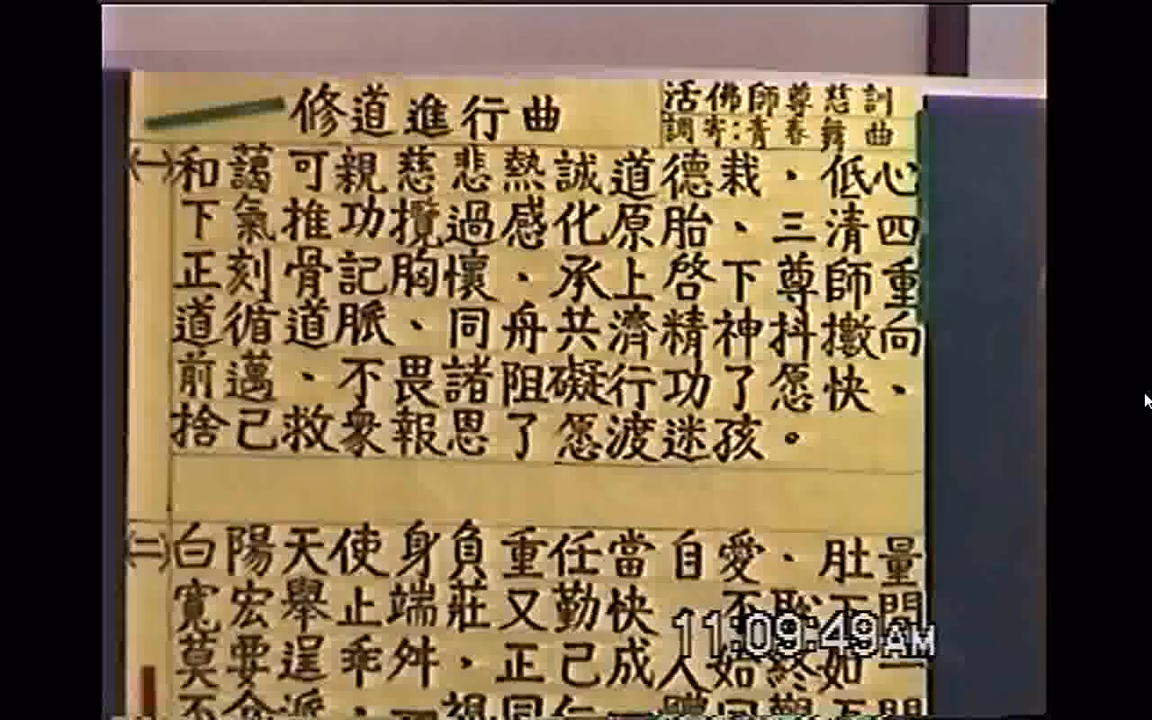 修道進行曲
活佛師尊慈訓
調寄:青春舞曲
㈠和藹可親慈悲熱誠道德栽、低心
下氣推功攬過感化原胎、三清四
正刻骨記胸懷、承上啓下尊師重
道循道脈、同舟共濟精神抖擻向
前邁、不畏諸阻礙行功了愿快、
捨己救衆報恩了愿渡迷孩。
㈡白陽天使身負重任當自愛、肚量
寬宏舉止端莊又勤快 不恥下問
莫要逞乖舛,正己成人始終如一
11:09:49AM